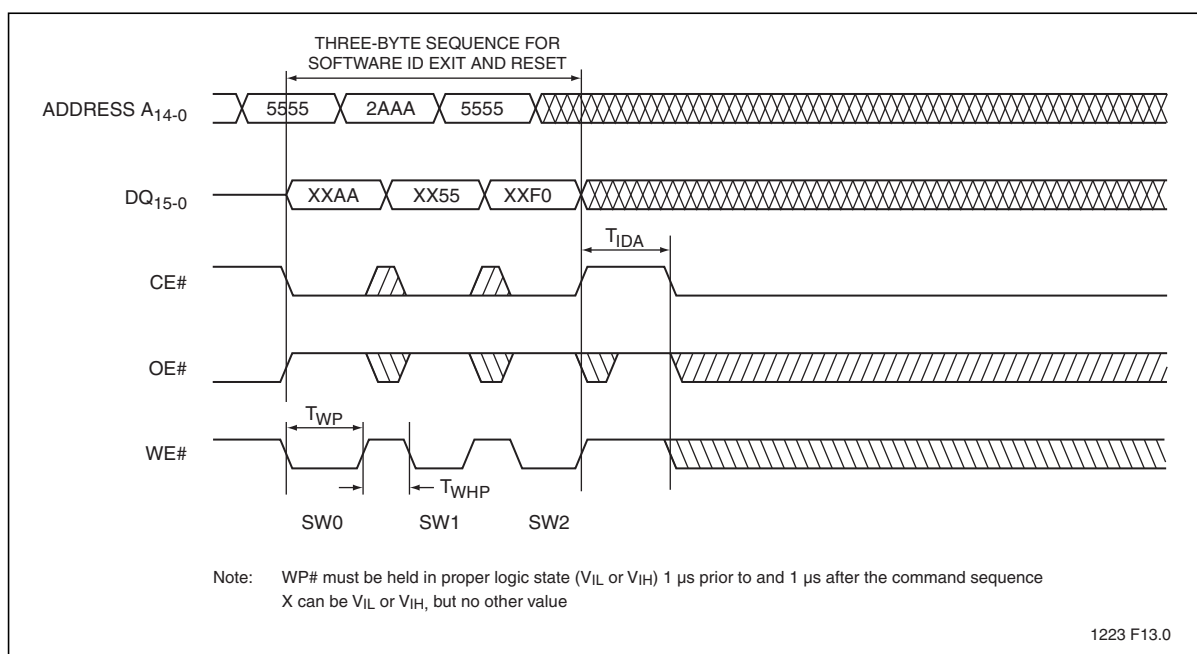 THREE-BYTE SEQUENCE FOR
SOFTWARE ID EXIT AND RESET
ADDRESS A14-0
5555 2AAA 5555
DQ15-0
XXAA XX55 XXF0
TIDA
CE#
OE#
TWP
WE#
TWHP
SW0 SW1 SW2
Note: WP# must be held in proper logic state (VIL or VIH) 1 µs prior to and 1 µs after the command sequence
X can be VIL or VIH, but no other value
1223 F13.0